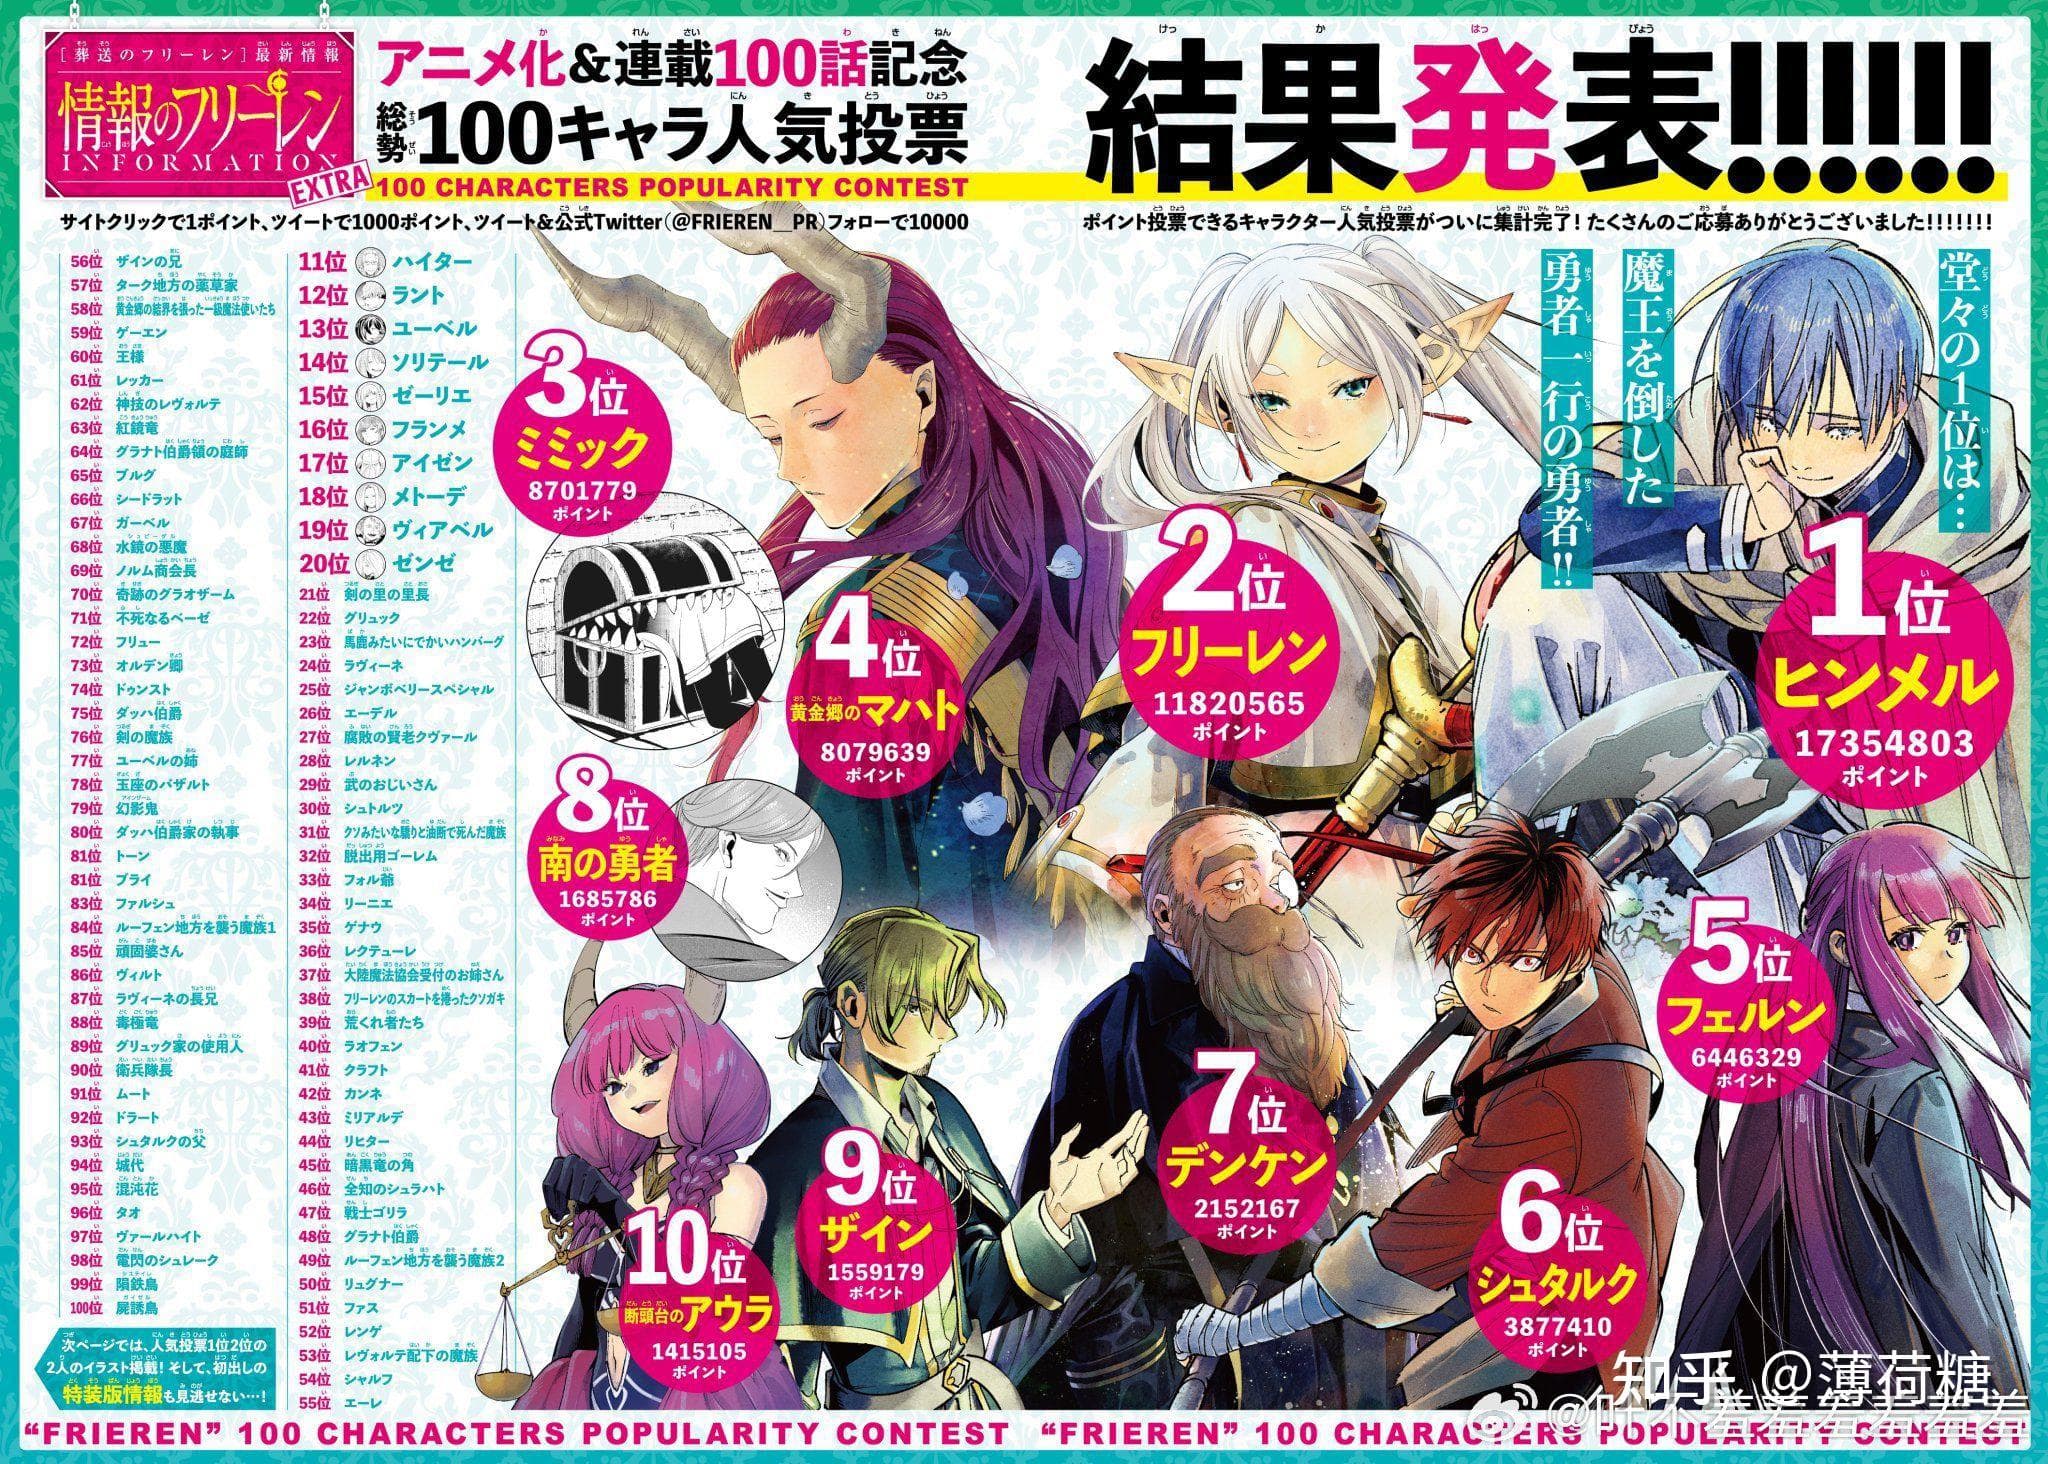 [葬送のフリーレン]最新情報
情報のフリーレン
INFORMATION
EXTRA
アニメ化&連載100話記念
総勢100キャラ人気投票
100 CHARACTERS POPULARITY CONTEST
結果発表!!!!!!
サイトクリックで1ポイント、ツイートで1000ポイント、ツイート&公式Twitter(@FRIEREN_PR)フォローで10000
ポイント投票できるキャラクター人気投票がついに集計完了! たくさんのご応募ありがとうございました!!!!!!!
堂々の1位は…
魔王を倒した
勇者一行の勇者!!
1位
ヒンメル
17354803
ポイント
2位
フリーレン
11820565
ポイント
3位
ミミック
8701779
ポイント
4位
黄金郷のマハト
8079639
ポイント
5位
フェルン
6446329
ポイント
6位
シュタルク
3877410
ポイント
7位
デンケン
2152167
ポイント
8位
南の勇者
1685786
ポイント
9位
ザイン
1559179
ポイント
10位
断頭台のアウラ
1415105
ポイント
11位 ハイター
12位 ラント
13位 ユーベル
14位 ソリテール
15位 ゼーリエ
16位 フランメ
17位 アイゼン
18位 メトーデ
19位 ヴィアベル
20位 ゼンゼ
21位 剣の里の里長
22位 グリュック
23位 馬鹿みたいにでかいハンバーグ
24位 ラヴィーネ
25位 ジャンボベリースペシャル
26位 エーデル
27位 腐敗の賢老クヴァール
28位 レルネン
29位 武のおじいさん
30位 シュトルツ
31位 クソみたいな驕りと油断で死んだ魔族
32位 脱出用ゴーレム
33位 フォル爺
34位 リーニエ
35位 ゲナウ
36位 レクテューレ
37位 大陸魔法協会受付のお姉さん
38位 フリーレンのスカートを捲ったクソガキ
39位 荒くれ者たち
40位 ラオフェン
41位 クラフト
42位 カンネ
43位 ミリアルデ
44位 リヒター
45位 暗黒竜の角
46位 全知のシュラハト
47位 戦士ゴリラ
48位 グラナト伯爵
49位 ルーフェン地方を襲う魔族2
50位 リュグナー
51位 ファス
52位 レンゲ
53位 レヴォルテ配下の魔族
54位 シャルフ
55位 エーレ
56位 ザインの兄
57位 ターク地方の薬草家
58位 黄金郷の結界を張った一級魔法使いたち
59位 ゲーエン
60位 王様
61位 レッカー
62位 神技のレヴォルテ
63位 紅鏡竜
64位 グラナト伯爵領の庭師
65位 ブルグ
66位 シードラット
67位 ガーベル
68位 水鏡の悪魔
69位 ノルム商会長
70位 奇跡のグラオザーム
71位 不死なるベーゼ
72位 フリュー
73位 オルデン卿
74位 ドゥンスト
75位 ダッハ伯爵
76位 剣の魔族
77位 ユーベルの姉
78位 玉座のバザルト
79位 幻影鬼
80位 ダッハ伯爵家の執事
81位 トーン
81位 ブライ
83位 ファルシュ
84位 ルーフェン地方を襲う魔族1
85位 頑固婆さん
86位 ヴィルト
87位 ラヴィーネの長兄
88位 毒極竜
89位 グリュック家の使用人
90位 衛兵隊長
91位 ムート
92位 ドラート
93位 シュタルクの父
94位 城代
95位 混沌花
96位 タオ
97位 ヴァールハイト
98位 電閃のシュレーク
99位 隕鉄鳥
100位 屍誘鳥
次ページでは、人気投票1位2位の
2人のイラスト掲載! そして、初出しの
特装版情報も見逃せない…!
知乎 @薄荷糖
“FRIEREN” 100 CHARACTERS POPULARITY CONTEST “FRIEREN” 100 CHARACTERS POPULARITY CONTEST